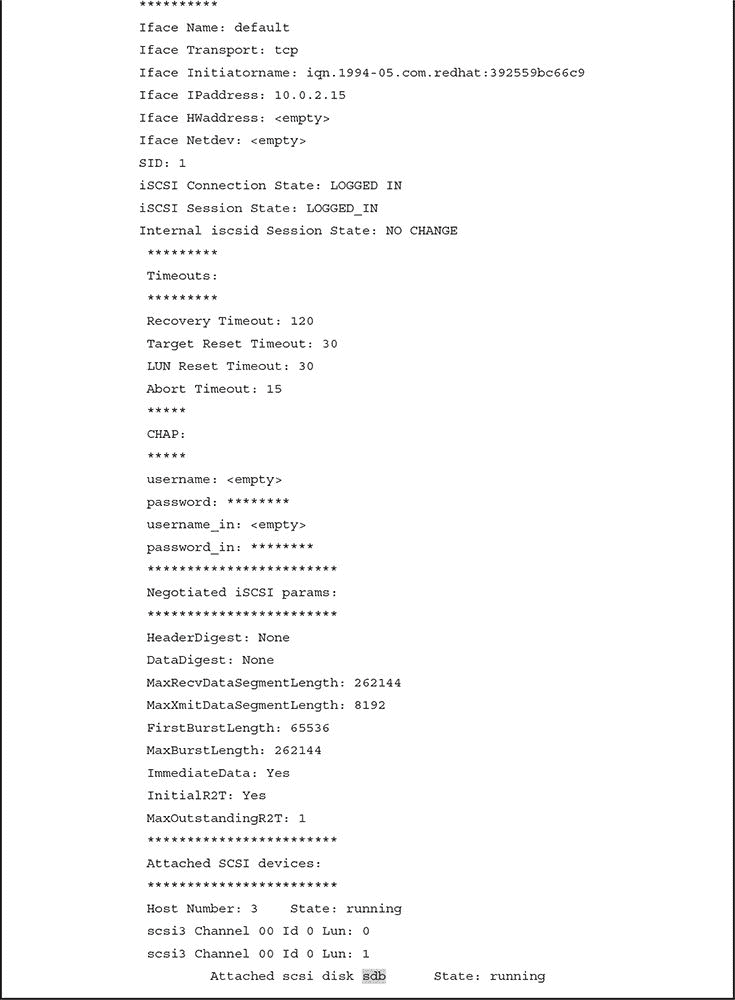 **********
Iface Name: default
Iface Transport: tcp
Iface Initiatorname: iqn.1994-05.com.redhat:392559bc66c9
Iface IPaddress: 10.0.2.15
Iface HWaddress: <empty>
Iface Netdev: <empty>
SID: 1
iSCSI Connection State: LOGGED IN
iSCSI Session State: LOGGED_IN
Internal iscsid Session State: NO CHANGE
*********
Timeouts:
*********
Recovery Timeout: 120
Target Reset Timeout: 30
LUN Reset Timeout: 30
Abort Timeout: 15
*****
CHAP:
*****
username: <empty>
password: ********
username_in: <empty>
password_in: ********
************************
Negotiated iSCSI params:
************************
HeaderDigest: None
DataDigest: None
MaxRecvDataSegmentLength: 262144
MaxXmitDataSegmentLength: 8192
FirstBurstLength: 65536
MaxBurstLength: 262144
ImmediateData: Yes
InitialR2T: Yes
MaxOutstandingR2T: 1
************************
Attached SCSI devices:
************************
Host Number: 3    State: running
scsi3 Channel 00 Id 0 Lun: 0
scsi3 Channel 00 Id 0 Lun: 1
Attached scsi disk sdb      State: running